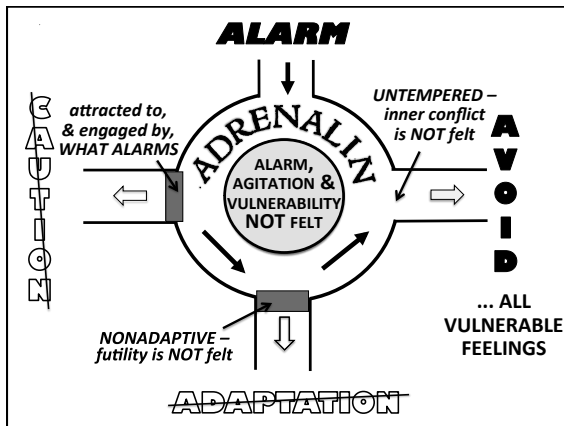 ALARM
attracted to,
& engaged by,
WHAT ALARMS
UNTEMPERED –
inner conflict
is NOT felt
CAUTION
ADRENALIN
ALARM,
AGITATION &
VULNERABILITY
NOT FELT
AVOID
... ALL
VULNERABLE
FEELINGS
NONADAPTIVE –
futility is NOT felt
ADAPTATION